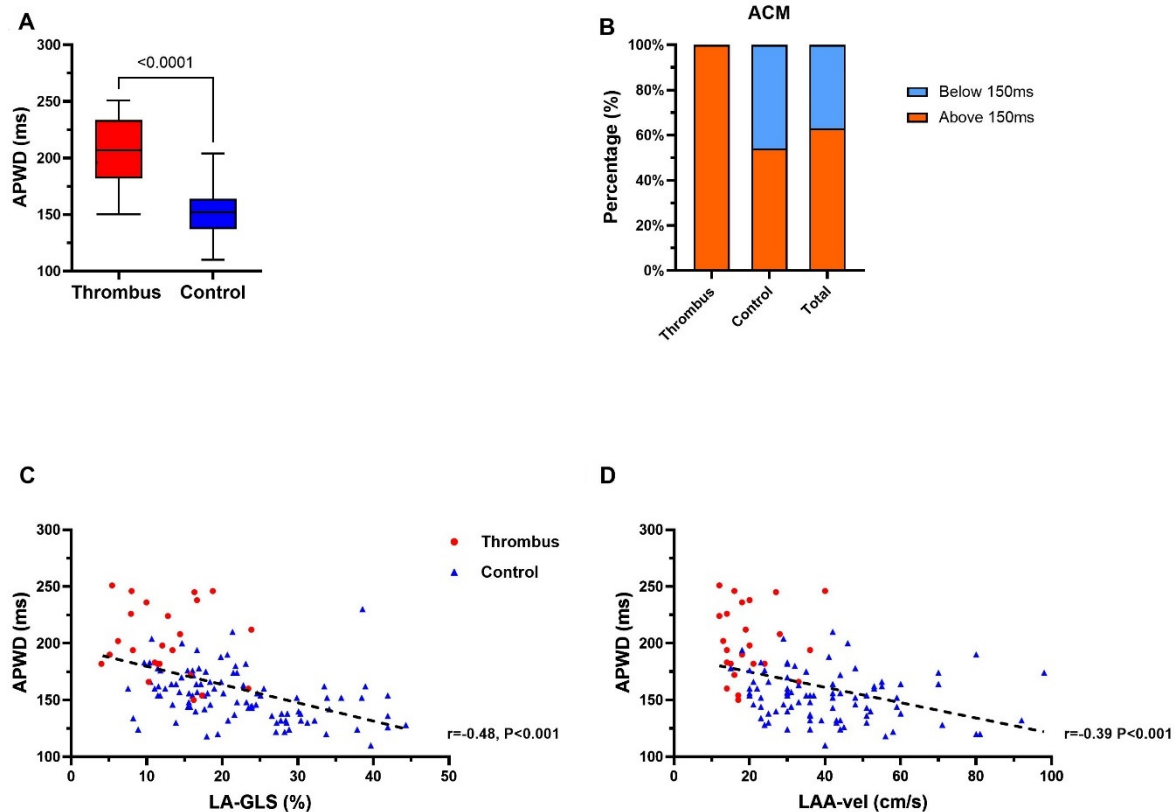 A
300
250
200
150
100
APWD (ms)
<0.0001
Thrombus Control
B
ACM
100%
80%
60%
40%
20%
0%
Percentage (%)
Thrombus
Control
Total
Below 150ms
Above 150ms
C
300
250
200
150
100
APWD (ms)
0 10 20 30 40 50
LA-GLS (%)
Thrombus
Control
r=-0.48, P<0.001
D
300
250
200
150
100
APWD (ms)
0 20 40 60 80 100
LAA-vel (cm/s)
r=-0.39 P<0.001